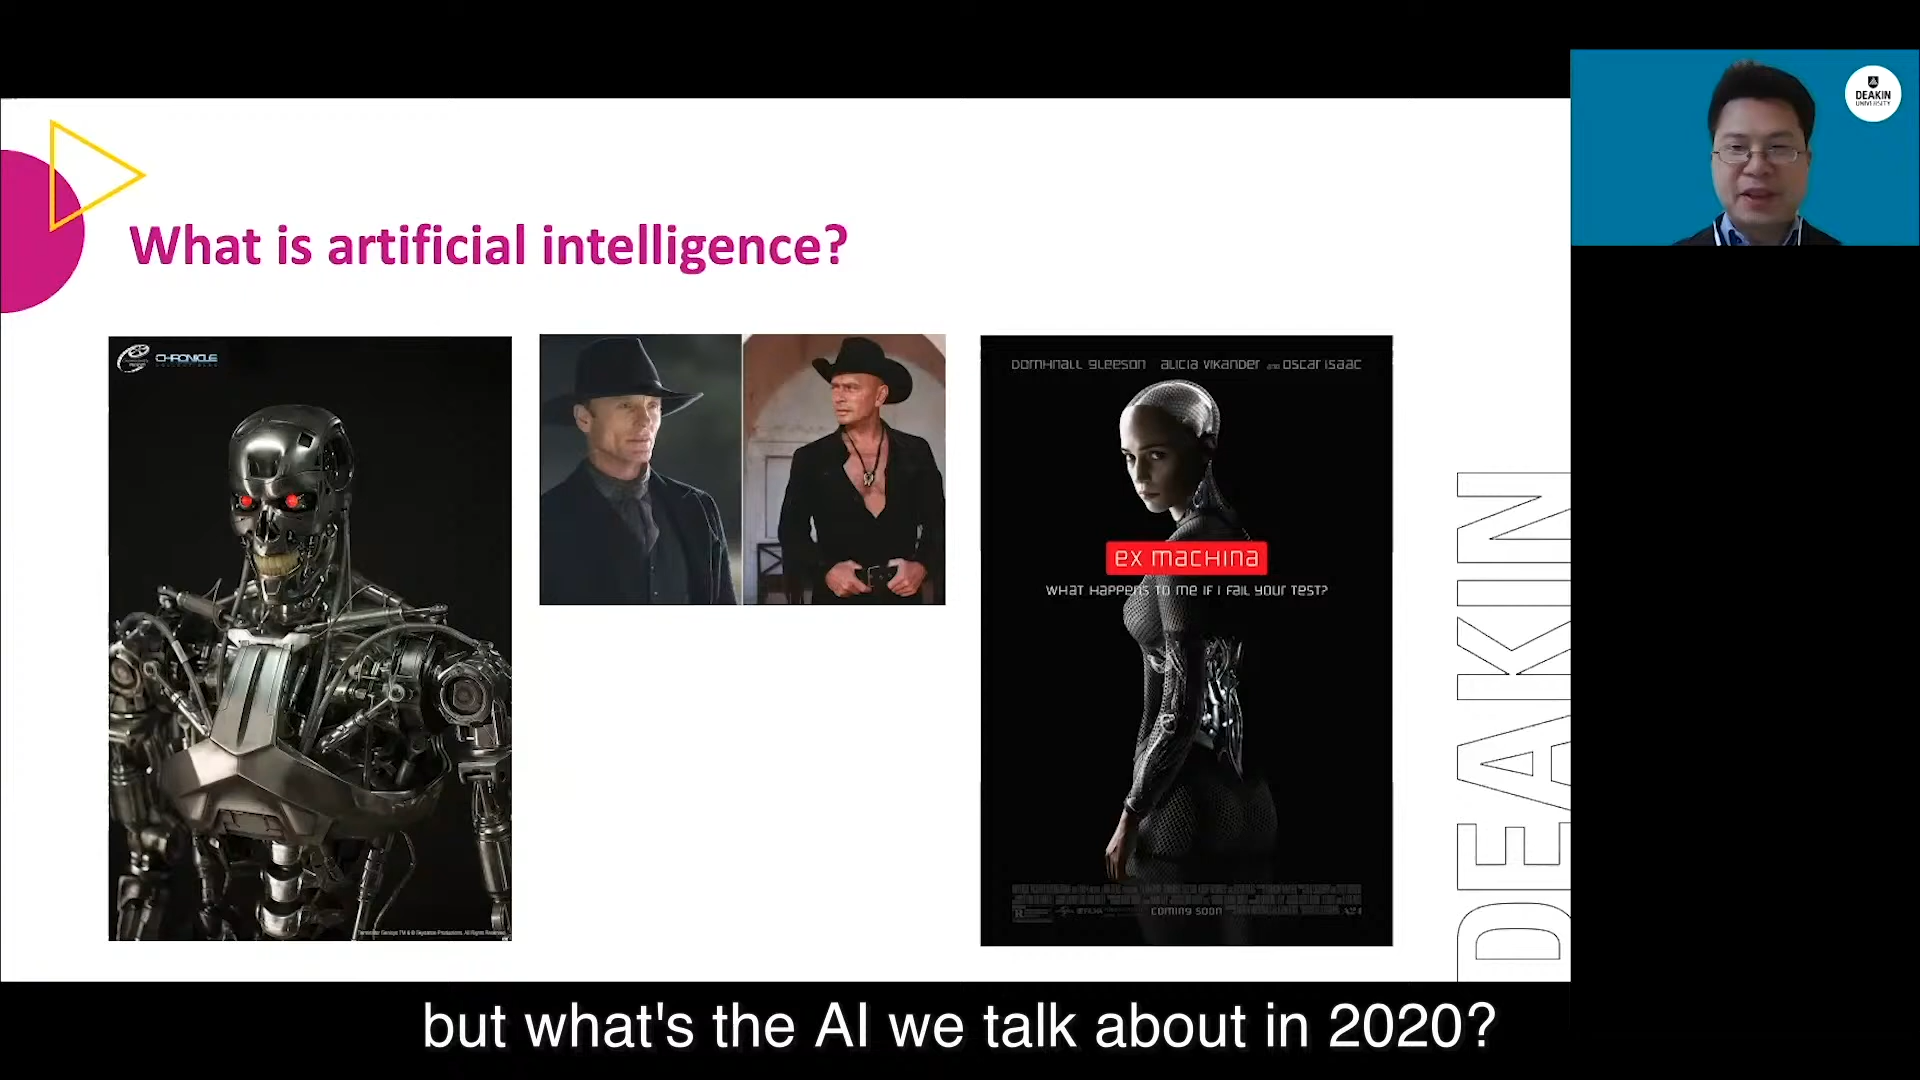 DEAKIN
UNIVERSITY
What is artificial intelligence?
CHRONICLE
DOMHNALL GLEESON ALICIA VIKANDER AND OSCAR ISAAC
EX MACHINA
WHAT HAPPENS TO ME IF I FAIL YOUR TEST?
COMING SOON
DEAKIN
but what's the AI we talk about in 2020?